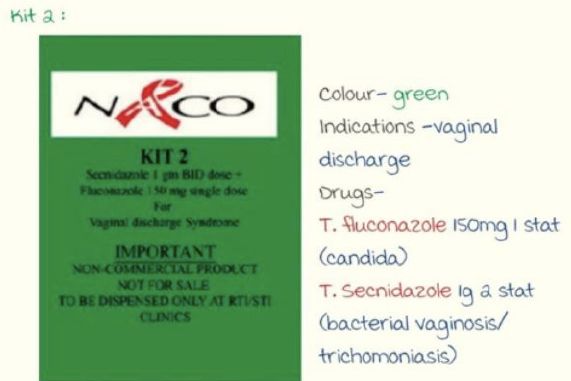 Kit 2:
NACO
KIT 2
Secnidazole 1 gm BID dose +
Fluconazole 150 mg single dose
For
Vaginal discharge Syndrome
IMPORTANT
NON-COMMERCIAL PRODUCT
NOT FOR SALE
TO BE DISPENSED ONLY AT RTI/STI
CLINICS
Colour- green
Indications -vaginal
discharge
Drugs-
T. fluconazole 150mg 1 stat
(candida)
T. Secnidazole 1g 2 stat
(bacterial vaginosis/
trichomoniasis)